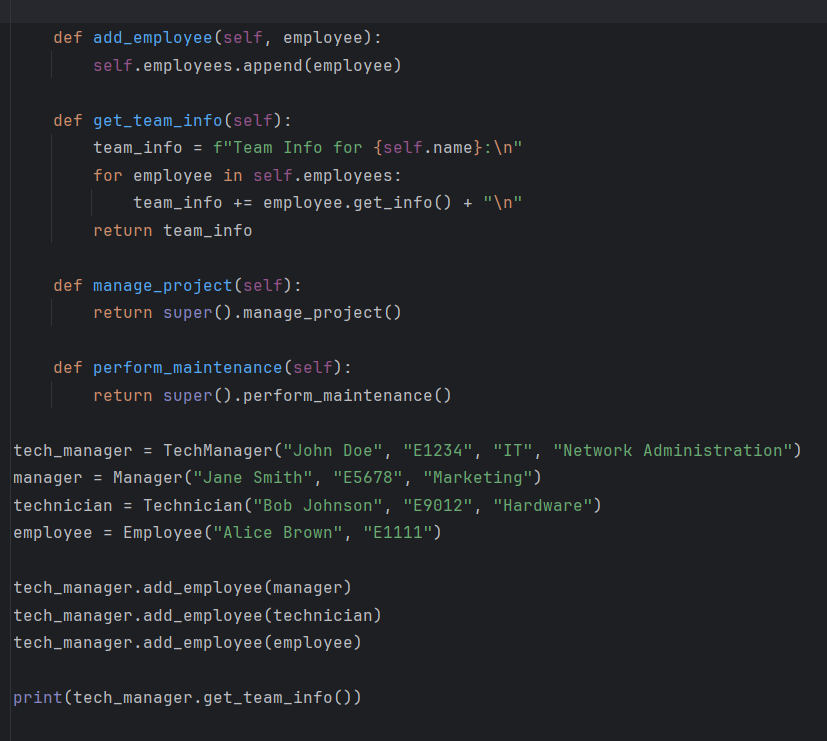 def add_employee(self, employee):
        self.employees.append(employee)

    def get_team_info(self):
        team_info = f"Team Info for {self.name}:\n"
        for employee in self.employees:
            team_info += employee.get_info() + "\n"
        return team_info

    def manage_project(self):
        return super().manage_project()

    def perform_maintenance(self):
        return super().perform_maintenance()

tech_manager = TechManager("John Doe", "E1234", "IT", "Network Administration")
manager = Manager("Jane Smith", "E5678", "Marketing")
technician = Technician("Bob Johnson", "E9012", "Hardware")
employee = Employee("Alice Brown", "E1111")

tech_manager.add_employee(manager)
tech_manager.add_employee(technician)
tech_manager.add_employee(employee)

print(tech_manager.get_team_info())